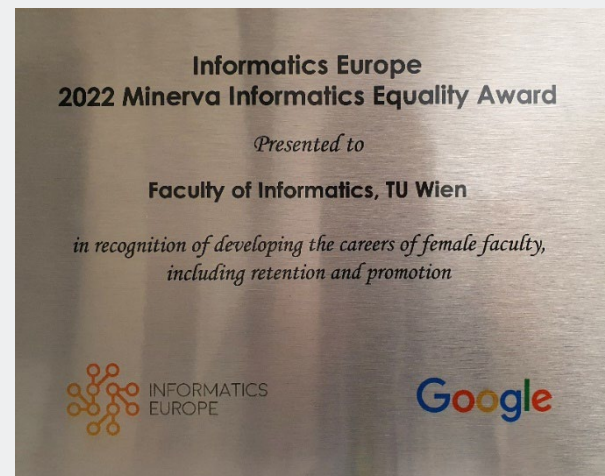 Informatics Europe
2022 Minerva Informatics Equality Award
Presented to
Faculty of Informatics, TU Wien
in recognition of developing the careers of female faculty,
including retention and promotion
INFORMATICS
EUROPE
Google